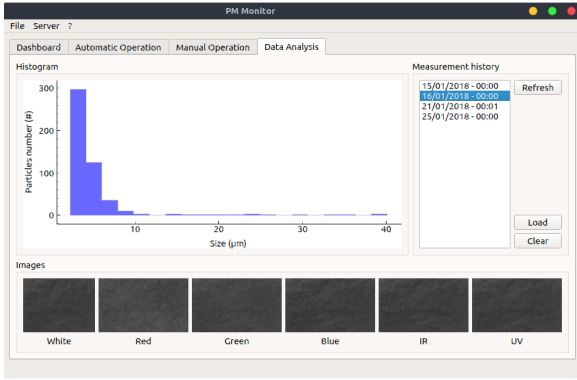 PM Monitor
File Server ?
Dashboard Automatic Operation Manual Operation Data Analysis
Histogram
Particles number (#)
300
200
100
0
10 20 30 40
Size (μm)
Measurement history
15/01/2018 - 00:00
16/01/2018 - 00:00
21/01/2018 - 00:01
25/01/2018 - 00:00
Refresh
Load
Clear
Images
White Red Green Blue IR UV